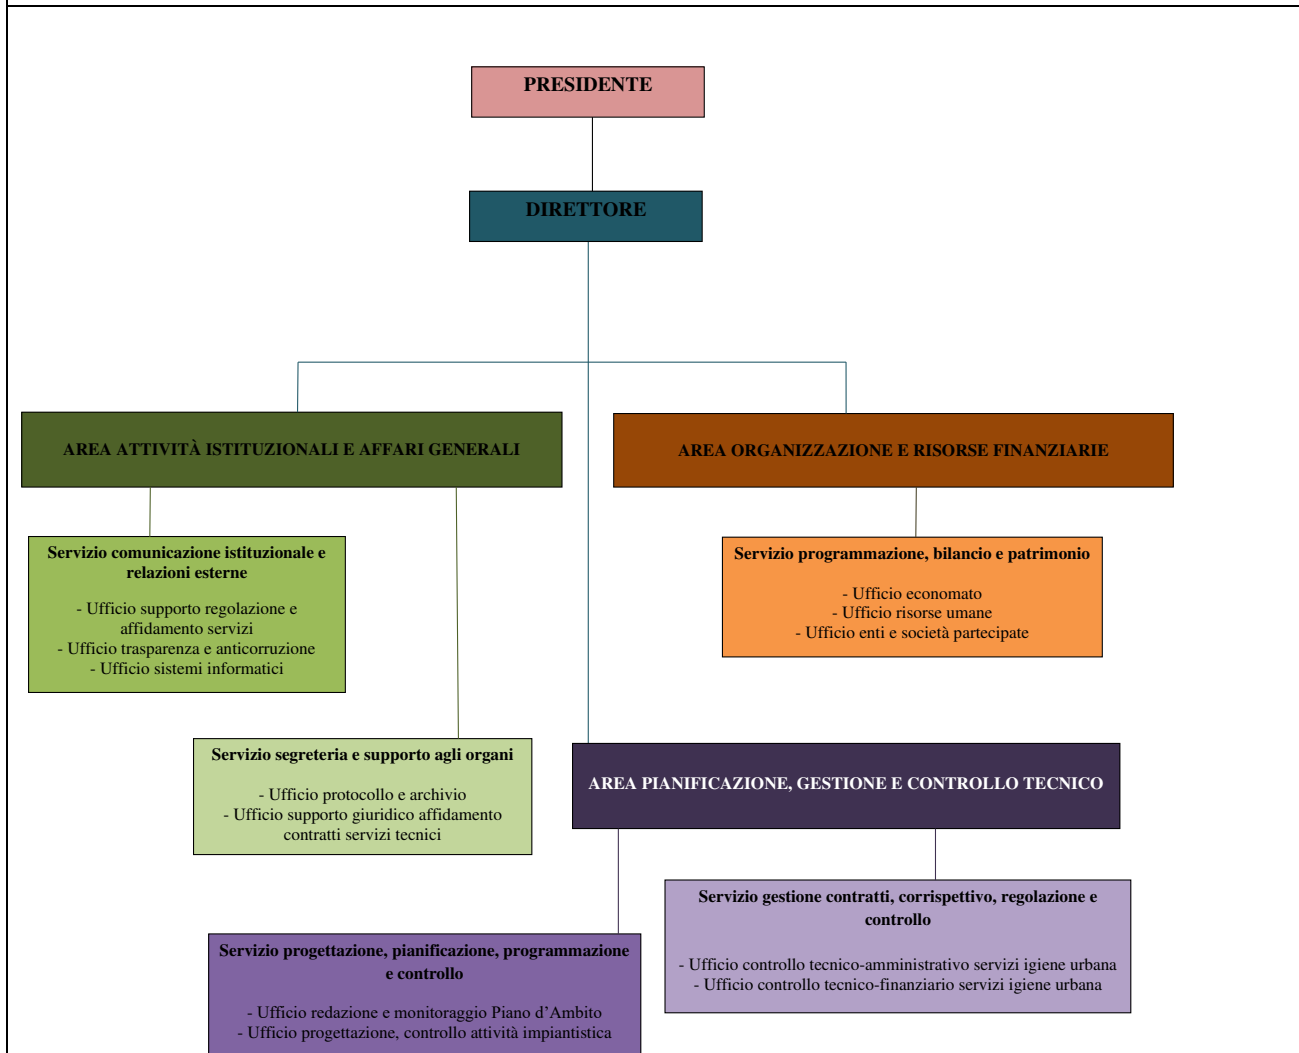 PRESIDENTE
DIRETTORE
AREA ATTIVITÀ ISTITUZIONALI E AFFARI GENERALI
AREA ORGANIZZAZIONE E RISORSE FINANZIARIE
Servizio comunicazione istituzionale e
relazioni esterne
- Ufficio supporto regolazione e
affidamento servizi
- Ufficio trasparenza e anticorruzione
- Ufficio sistemi informatici
Servizio programmazione, bilancio e patrimonio
- Ufficio economato
- Ufficio risorse umane
- Ufficio enti e società partecipate
Servizio segreteria e supporto agli organi
- Ufficio protocollo e archivio
- Ufficio supporto giuridico affidamento
contratti servizi tecnici
AREA PIANIFICAZIONE, GESTIONE E CONTROLLO TECNICO
Servizio gestione contratti, corrispettivo, regolazione e
controllo
- Ufficio controllo tecnico-amministrativo servizi igiene urbana
- Ufficio controllo tecnico-finanziario servizi igiene urbana
Servizio progettazione, pianificazione, programmazione
e controllo
- Ufficio redazione e monitoraggio Piano d’Ambito
- Ufficio progettazione, controllo attività impiantistica